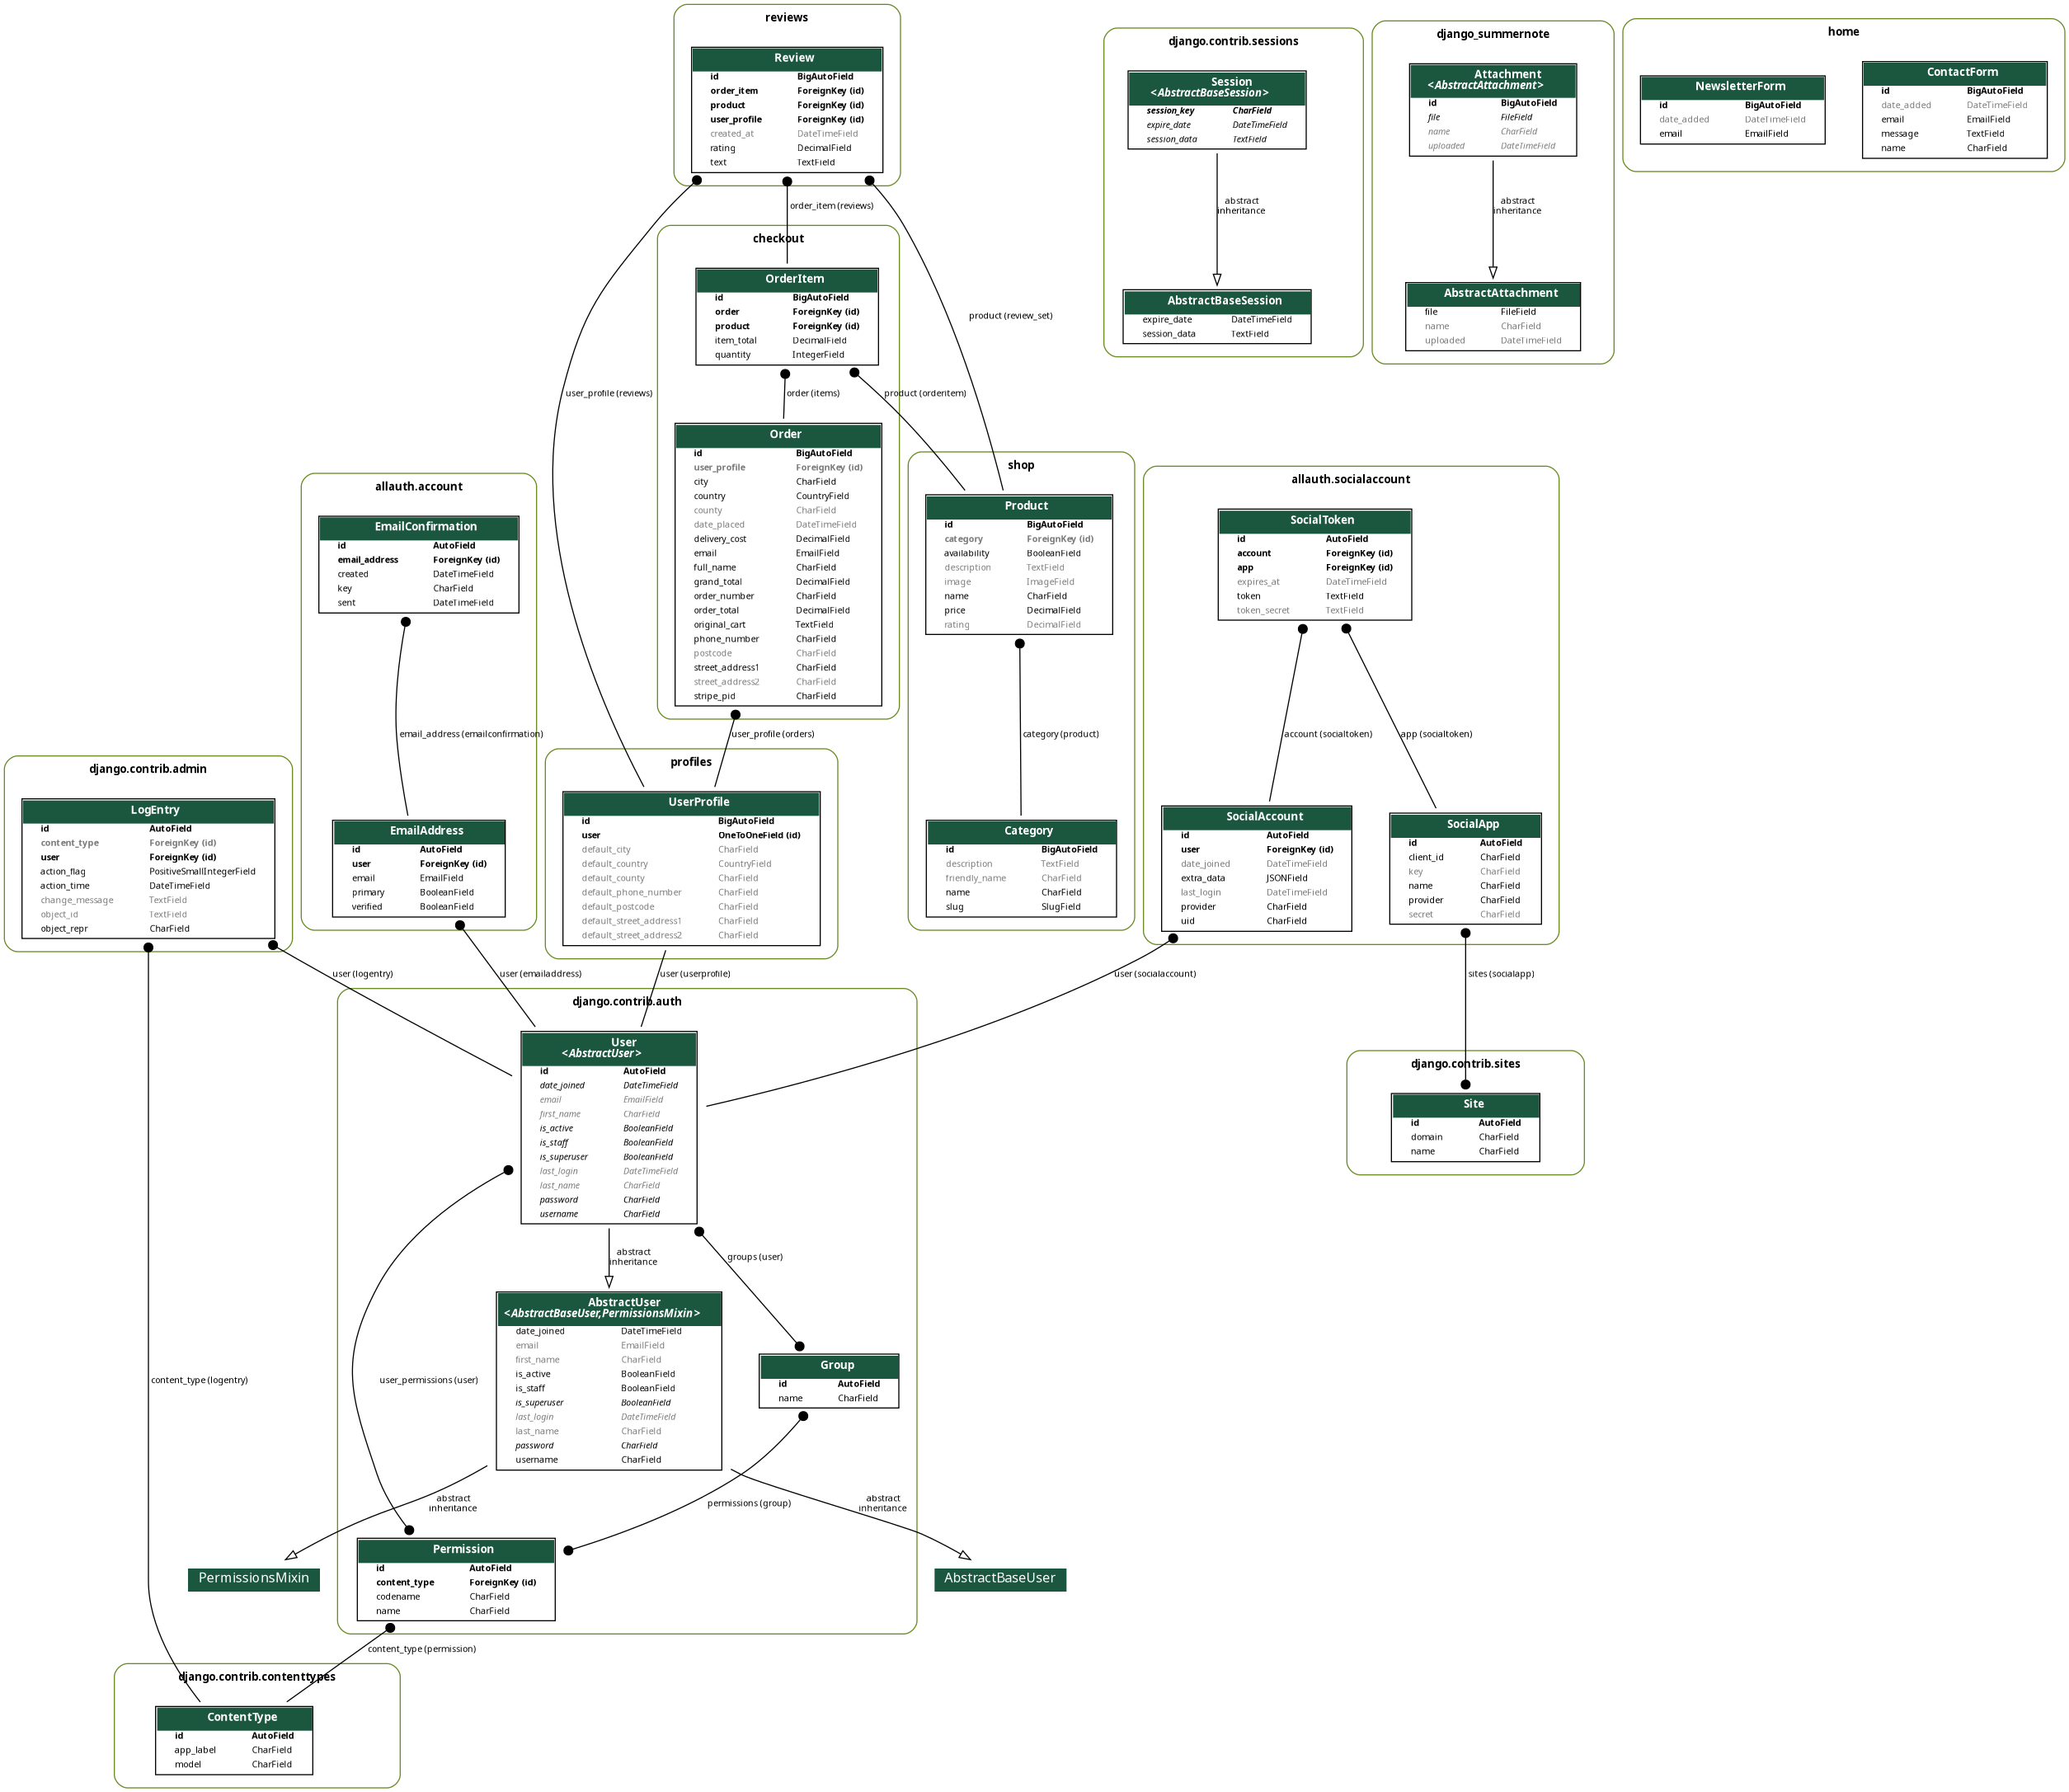 reviews
Review
id BigAutoField
order_item ForeignKey (id)
product ForeignKey (id)
user_profile ForeignKey (id)
created_at DateTimeField
rating DecimalField
text TextField
django.contrib.sessions
Session
<AbstractBaseSession>
session_key CharField
expire_date DateTimeField
session_data TextField
abstract
inheritance
AbstractBaseSession
expire_date DateTimeField
session_data TextField
django_summernote
Attachment
<AbstractAttachment>
id BigAutoField
file FileField
name CharField
uploaded DateTimeField
abstract
inheritance
AbstractAttachment
file FileField
name CharField
uploaded DateTimeField
home
NewsletterForm
id BigAutoField
date_added DateTimeField
email EmailField
ContactForm
id BigAutoField
date_added DateTimeField
email EmailField
message TextField
name CharField
order_item (reviews)
product (review_set)
user_profile (reviews)
checkout
OrderItem
id BigAutoField
order ForeignKey (id)
product ForeignKey (id)
item_total DecimalField
quantity IntegerField
order (items)
product (orderitem)
Order
id BigAutoField
user_profile ForeignKey (id)
city CharField
country CountryField
county CharField
date_placed DateTimeField
delivery_cost DecimalField
email EmailField
full_name CharField
grand_total DecimalField
order_number CharField
order_total DecimalField
original_cart TextField
phone_number CharField
postcode CharField
street_address1 CharField
street_address2 CharField
stripe_pid CharField
user_profile (orders)
shop
Product
id BigAutoField
category ForeignKey (id)
availability BooleanField
description TextField
image ImageField
name CharField
price DecimalField
rating DecimalField
category (product)
Category
id BigAutoField
description TextField
friendly_name CharField
name CharField
slug SlugField
allauth.socialaccount
SocialToken
id AutoField
account ForeignKey (id)
app ForeignKey (id)
expires_at DateTimeField
token TextField
token_secret TextField
account (socialtoken)
app (socialtoken)
SocialAccount
id AutoField
user ForeignKey (id)
date_joined DateTimeField
extra_data JSONField
last_login DateTimeField
provider CharField
uid CharField
SocialApp
id AutoField
client_id CharField
key CharField
name CharField
provider CharField
secret CharField
allauth.account
EmailConfirmation
id AutoField
email_address ForeignKey (id)
created DateTimeField
key CharField
sent DateTimeField
email_address (emailconfirmation)
EmailAddress
id AutoField
user ForeignKey (id)
email EmailField
primary BooleanField
verified BooleanField
django.contrib.admin
LogEntry
id AutoField
content_type ForeignKey (id)
user ForeignKey (id)
action_flag PositiveSmallIntegerField
action_time DateTimeField
change_message TextField
object_id TextField
object_repr CharField
profiles
UserProfile
id BigAutoField
user OneToOneField (id)
default_city CharField
default_country CountryField
default_county CharField
default_phone_number CharField
default_postcode CharField
default_street_address1 CharField
default_street_address2 CharField
user (logentry)
user (emailaddress)
user (userprofile)
user (socialaccount)
sites (socialapp)
django.contrib.sites
Site
id AutoField
domain CharField
name CharField
django.contrib.auth
User
<AbstractUser>
id AutoField
date_joined DateTimeField
email EmailField
first_name CharField
is_active BooleanField
is_staff BooleanField
is_superuser BooleanField
last_login DateTimeField
last_name CharField
password CharField
username CharField
abstract
inheritance
groups (user)
AbstractUser
<AbstractBaseUser,PermissionsMixin>
date_joined DateTimeField
email EmailField
first_name CharField
is_active BooleanField
is_staff BooleanField
is_superuser BooleanField
last_login DateTimeField
last_name CharField
password CharField
username CharField
Group
id AutoField
name CharField
content_type (logentry)
user_permissions (user)
abstract
inheritance
permissions (group)
abstract
inheritance
PermissionsMixin
Permission
id AutoField
content_type ForeignKey (id)
codename CharField
name CharField
AbstractBaseUser
content_type (permission)
django.contrib.contenttypes
ContentType
id AutoField
app_label CharField
model CharField